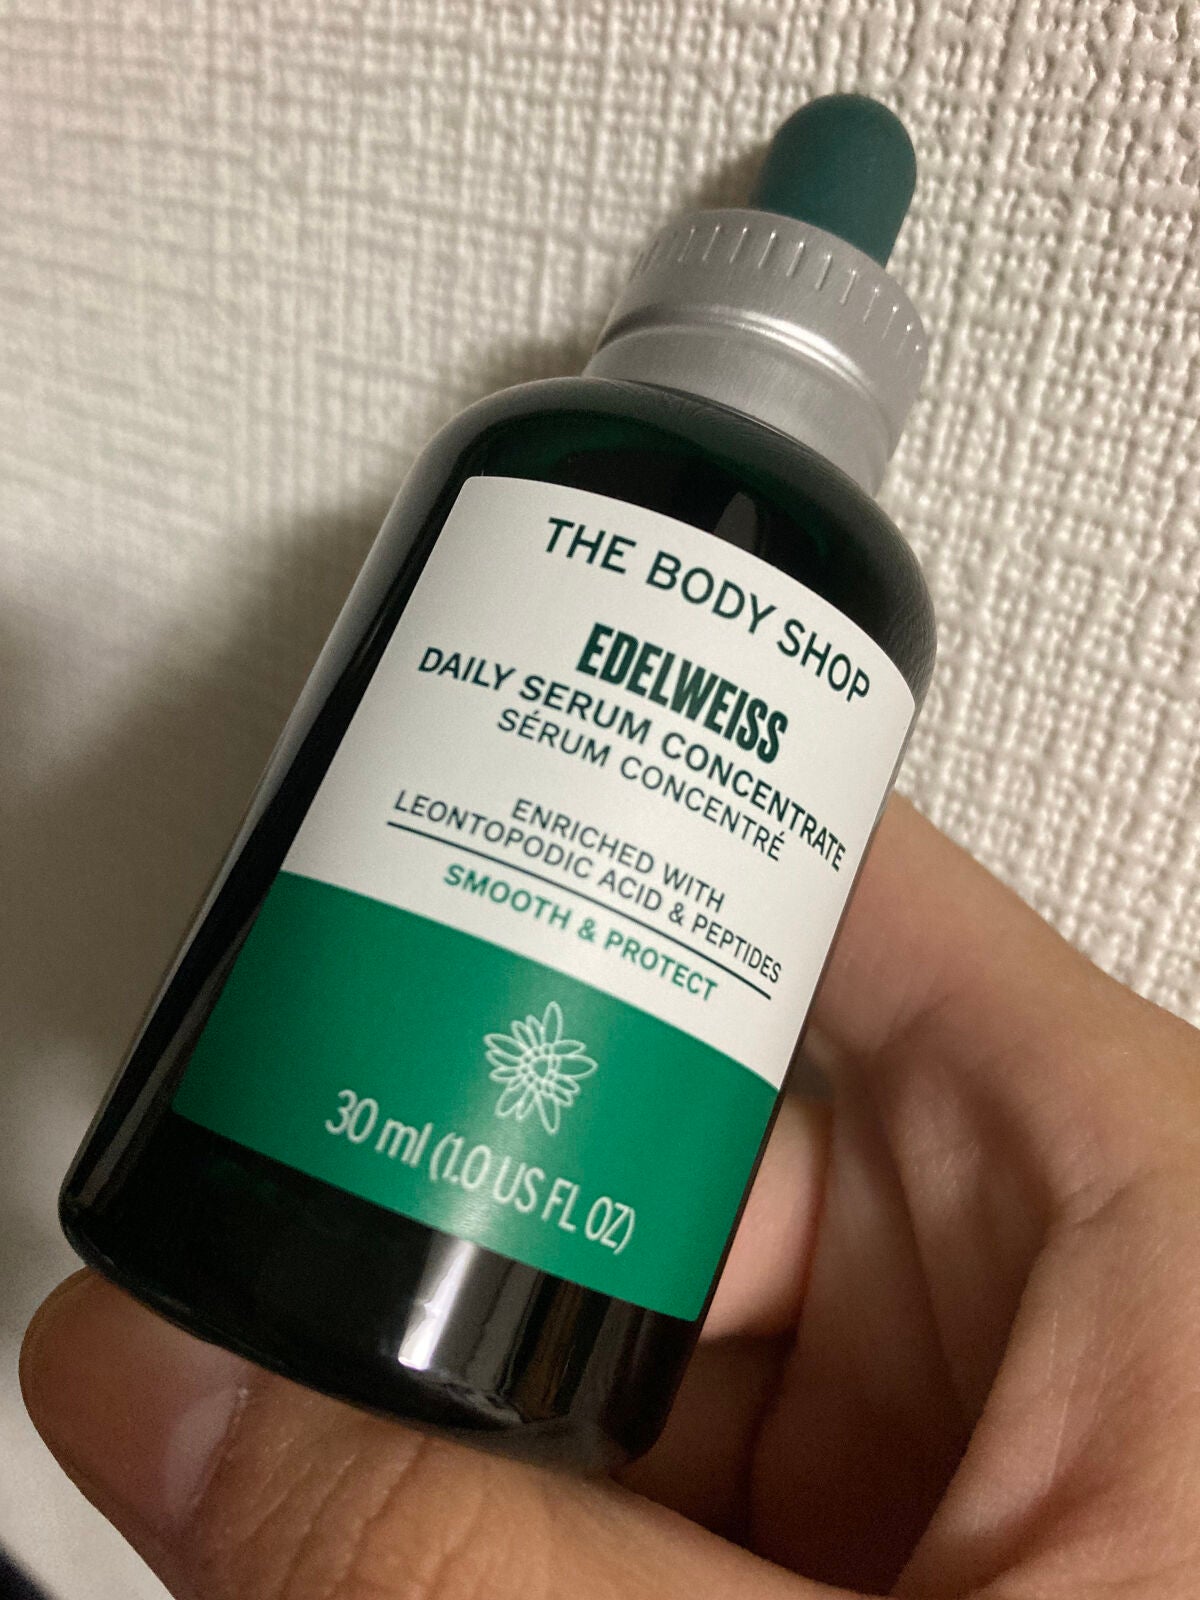 THE BODY SHOP
EDELWEISS
DAILY SERUM CONCENTRATE
SÉRUM CONCENTRÉ
ENRICHED WITH
LEONTOPODIC ACID & PEPTIDES
SMOOTH & PROTECT
30 ml (1.0 US FL OZ)